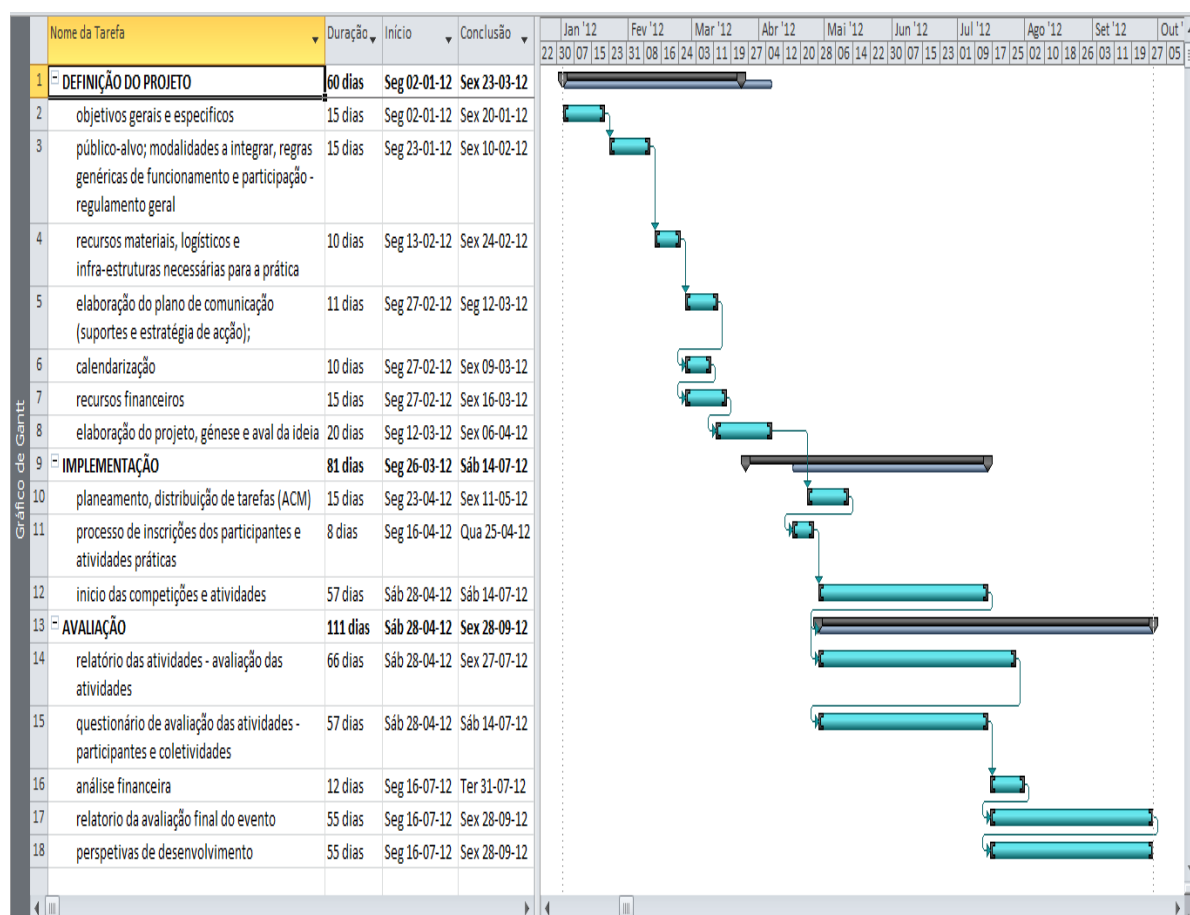 Nome da Tarefa Duração Início Conclusão
Jan '12 Fev '12 Mar '12 Abr '12 Mai '12 Jun '12 Jul '12 Ago '12 Set '12 Out '
22 30 07 15 23 31 08 16 24 03 11 19 27 04 12 20 28 06 14 22 30 07 15 23 01 09 17 25 02 10 18 26 03 11 19 27 05
1 DEFINIÇÃO DO PROJETO 60 dias Seg 02-01-12 Sex 23-03-12
2 objetivos gerais e especificos 15 dias Seg 02-01-12 Sex 20-01-12
3 público-alvo; modalidades a integrar, regras 15 dias Seg 23-01-12 Sex 10-02-12
genéricas de funcionamento e participação -
regulamento geral
4 recursos materiais, logísticos e 10 dias Seg 13-02-12 Sex 24-02-12
infra-estruturas necessárias para a prática
5 elaboração do plano de comunicação 11 dias Seg 27-02-12 Seg 12-03-12
(suportes e estratégia de acção);
6 calendarização 10 dias Seg 27-02-12 Sex 09-03-12
7 recursos financeiros 15 dias Seg 27-02-12 Sex 16-03-12
8 elaboração do projeto, génese e aval da ideia 20 dias Seg 12-03-12 Sex 06-04-12
9 IMPLEMENTAÇÃO 81 dias Seg 26-03-12 Sáb 14-07-12
10 planeamento, distribuição de tarefas (ACM) 15 dias Seg 23-04-12 Sex 11-05-12
11 processo de inscrições dos participantes e 8 dias Seg 16-04-12 Qua 25-04-12
atividades práticas
12 inicio das competições e atividades 57 dias Sáb 28-04-12 Sáb 14-07-12
13 AVALIAÇÃO 111 dias Sáb 28-04-12 Sex 28-09-12
14 relatório das atividades - avaliação das 66 dias Sáb 28-04-12 Sex 27-07-12
atividades
15 questionário de avaliação das atividades - 57 dias Sáb 28-04-12 Sáb 14-07-12
participantes e coletividades
16 análise financeira 12 dias Seg 16-07-12 Ter 31-07-12
17 relatorio da avaliação final do evento 55 dias Seg 16-07-12 Sex 28-09-12
18 perspetivas de desenvolvimento 55 dias Seg 16-07-12 Sex 28-09-12
Gráfico de Gantt